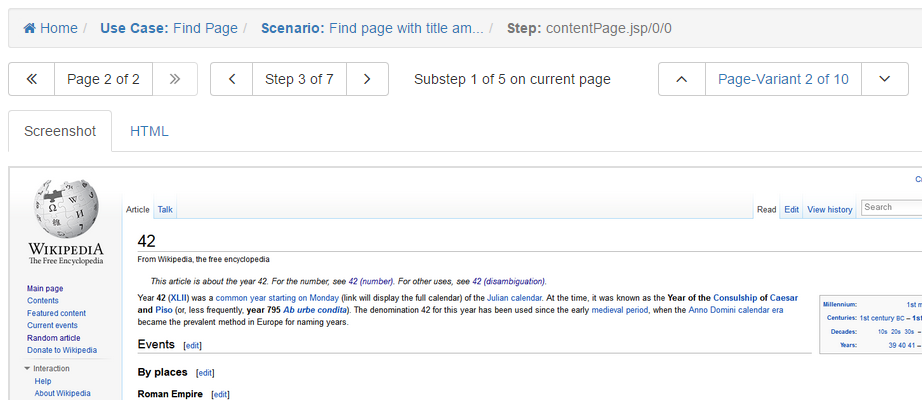 Home / Use Case: Find Page / Scenario: Find page with title am... / Step: contentPage.jsp/0/0
Page 2 of 2 Step 3 of 7 Substep 1 of 5 on current page Page-Variant 2 of 10
Screenshot HTML
Article Talk Read Edit View history Search
WIKIPEDIA
The Free Encyclopedia
Main page
Contents
Featured content
Current events
Random article
Donate to Wikipedia
Interaction
Help
About Wikipedia
42
From Wikipedia, the free encyclopedia
This article is about the year 42. For the number, see 42 (number). For other uses, see 42 (disambiguation).
Year 42 (XLII) was a common year starting on Monday (link will display the full calendar) of the Julian calendar. At the time, it was known as the Year of the Consulship of Caesar
and Piso (or, less frequently, year 795 Ab urbe condita). The denomination 42 for this year has been used since the early medieval period, when the Anno Domini calendar era
became the prevalent method in Europe for naming years.
Millennium: 1st m
Centuries: 1st century BC – 1st
Decades: 10s 20s 30s –
Years: 39 40 41 –
Events [edit]
By places [edit]
Roman Empire [edit]